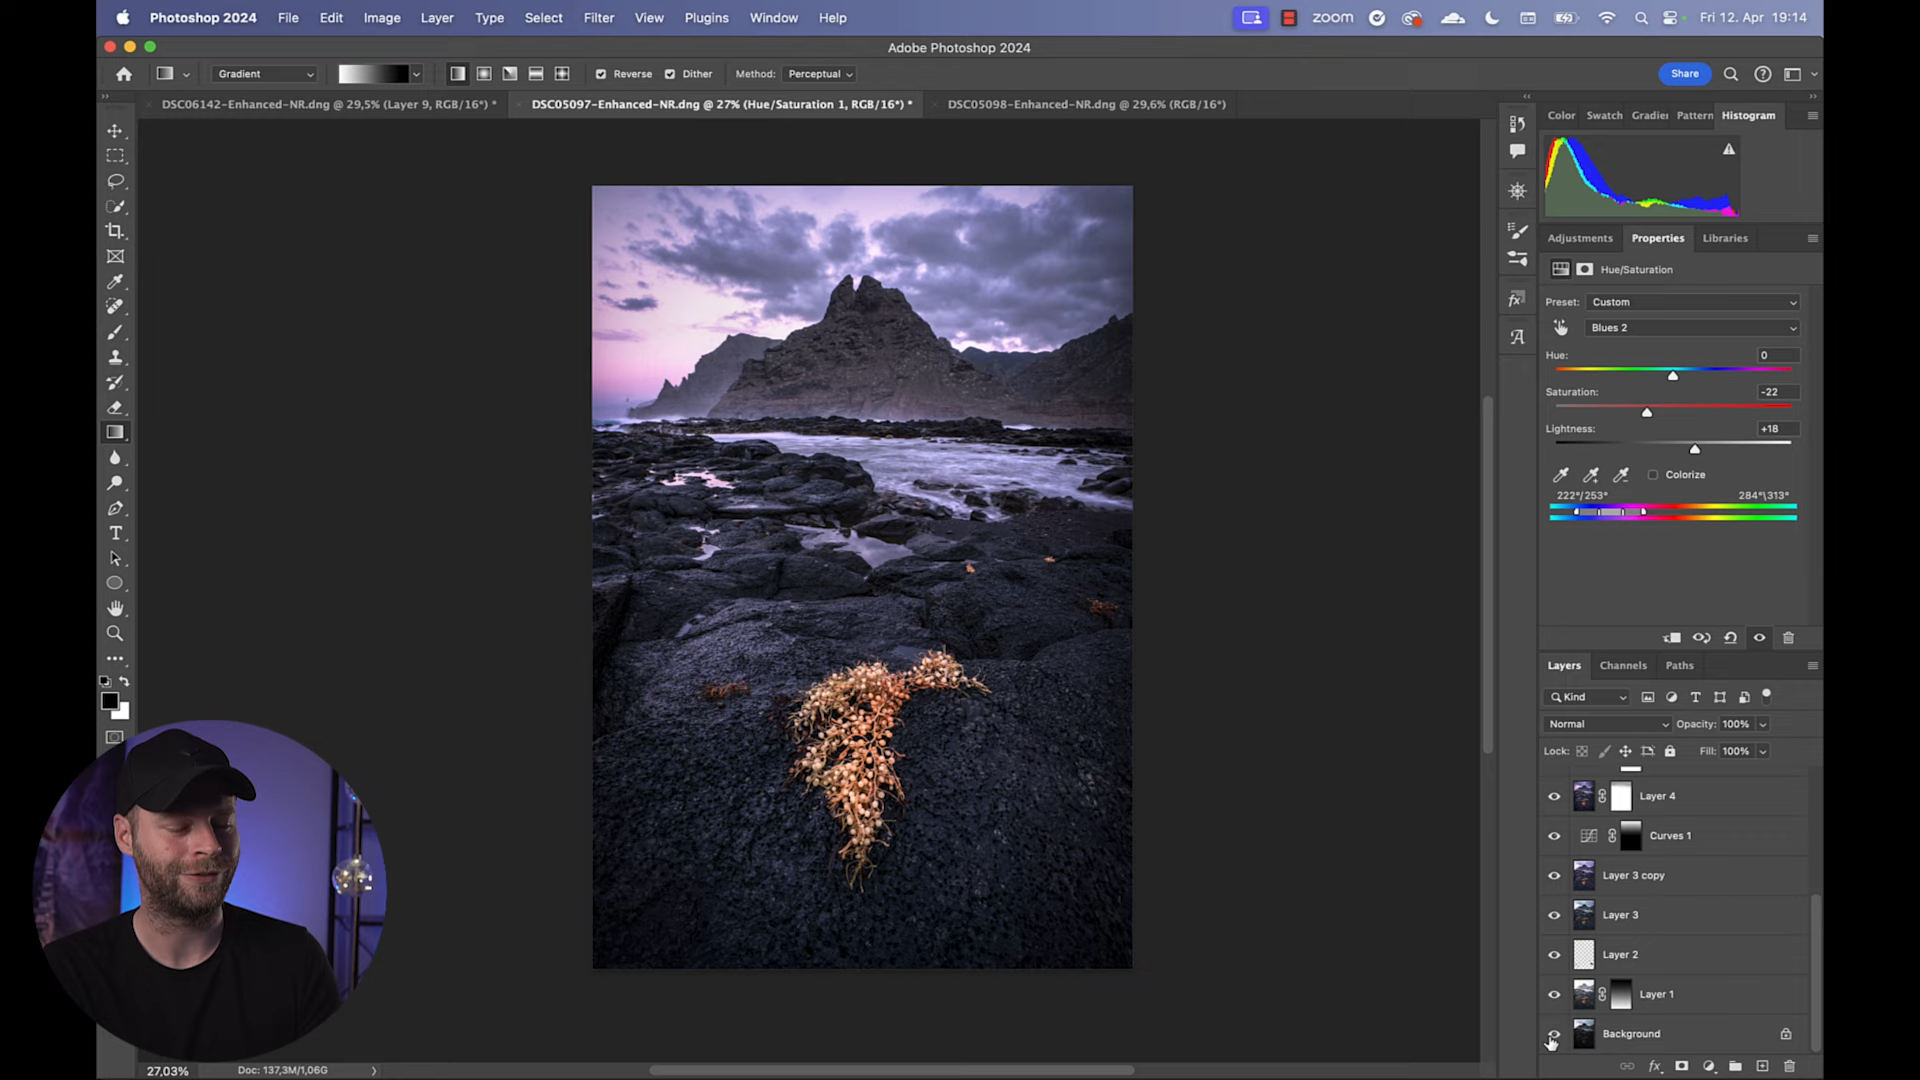 Photoshop 2024 File Edit Image Layer Type Select Filter View Plugins Window Help zoom Fri 12. Apr 19:14
Adobe Photoshop 2024
Gradient Reverse Dither Method: Perceptual Share
DSC06142-Enhanced-NR.dng @ 29,5% (Layer 9, RGB/16*) * DSC05097-Enhanced-NR.dng @ 27% (Hue/Saturation 1, RGB/16*) * DSC05098-Enhanced-NR.dng @ 29,6% (RGB/16*)
Color Swatch Gradier Pattern Histogram
Adjustments Properties Libraries
Hue/Saturation
Preset: Custom
Blues 2
Hue: 0
Saturation: -22
Lightness: +18
Colorize
222°/253° 284°\313°
Layers Channels Paths
Kind
Normal Opacity: 100%
Lock: Fill: 100%
Layer 4
Curves 1
Layer 3 copy
Layer 3
Layer 2
Layer 1
Background
27,03% Doc: 137,3M/1,06G